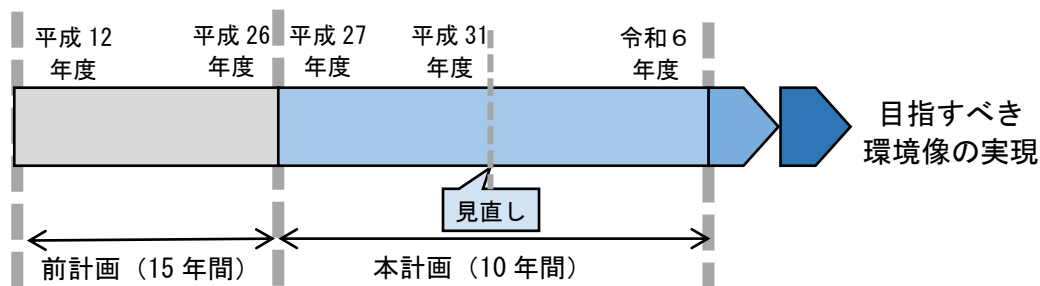 平成 12
年度
平成 26
年度
平成 27
年度
平成 31
年度
令和６
年度
目指すべき
環境像の実現
見直し
前計画（15 年間）
本計画（10 年間）